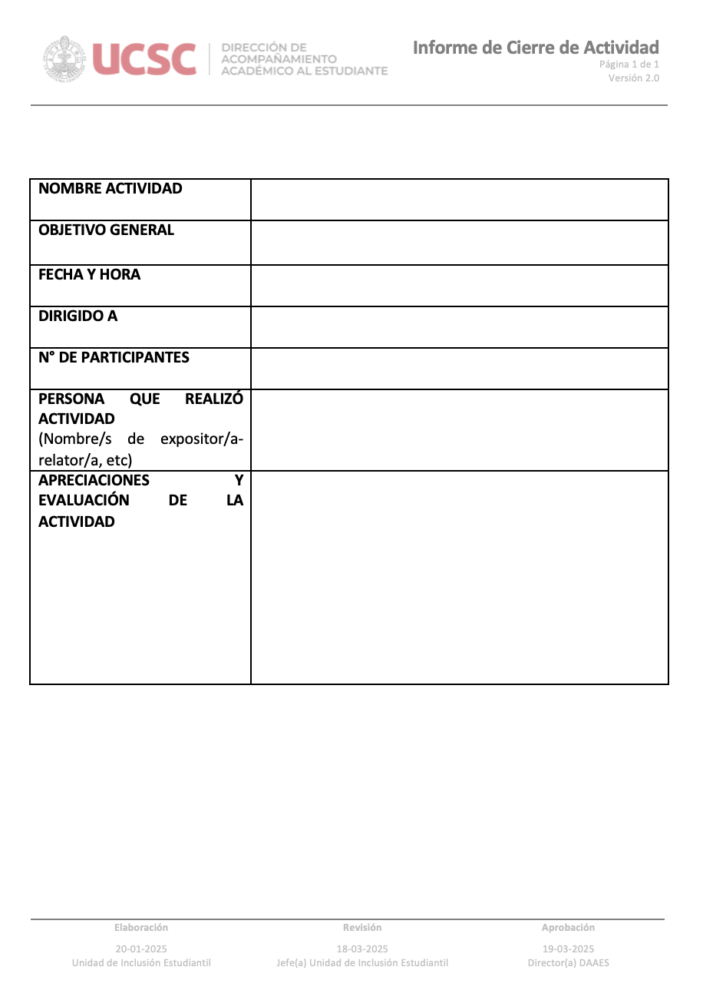 UCSC
DIRECCIÓN DE
ACOMPAÑAMIENTO
ACADÉMICO AL ESTUDIANTE
Informe de Cierre de Actividad
Página 1 de 1
Versión 2.0
NOMBRE ACTIVIDAD
OBJETIVO GENERAL
FECHA Y HORA
DIRIGIDO A
N° DE PARTICIPANTES
PERSONA QUE REALIZÓ
ACTIVIDAD
(Nombre/s de expositor/a-
relator/a, etc)
APRECIACIONES Y
EVALUACIÓN DE LA
ACTIVIDAD
Elaboración
20-01-2025
Unidad de Inclusión Estudiantil
Revisión
18-03-2025
Jefe(a) Unidad de Inclusión Estudiantil
Aprobación
19-03-2025
Director(a) DAAES